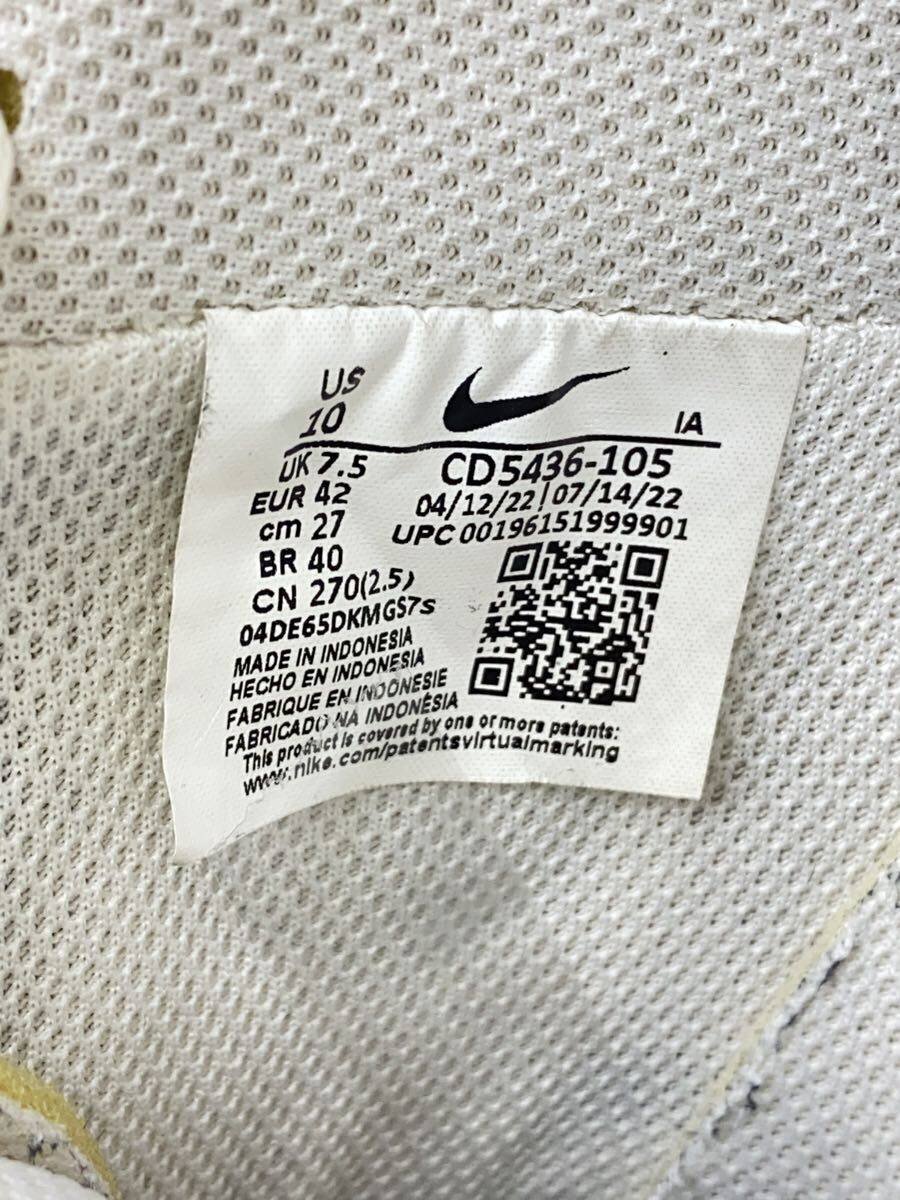 US
10
IA
UK 7.5
EUR 42
cm 27
BR 40
CN 270(2.5)
CD5436-105
04/12/22 | 07/14/22
UPC 00196151999901
04DE65DKMGS7s
MADE IN INDONESIA
HECHO EN INDONESIA
FABRIQUE EN INDONESIE
FABRICADO NA INDONÉSIA
This product is covered by one or more patents:
www.nike.com/patentsvirtualmarking